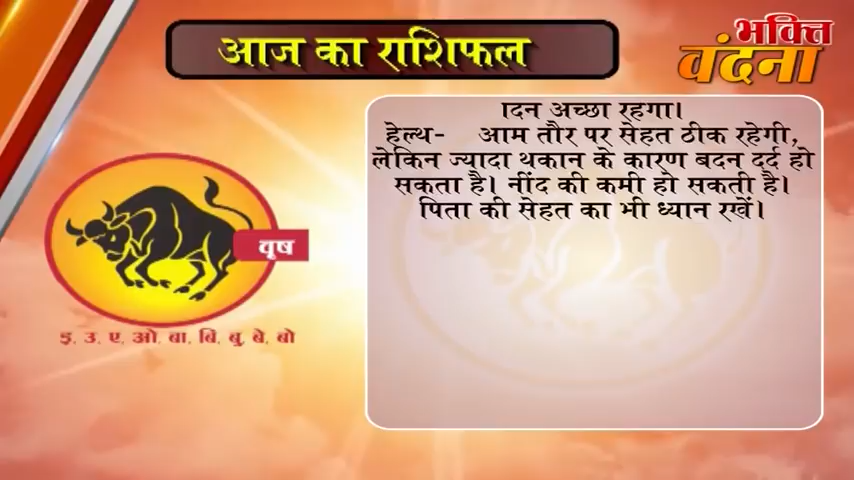 आज का राशिफल
भक्ति
वंदना
दिन अच्छा रहेगा।
हेल्थ- आम तौर पर सेहत ठीक रहेगी,
लेकिन ज्यादा थकान के कारण बदन दर्द हो
सकता है। नींद की कमी हो सकती है।
पिता की सेहत का भी ध्यान रखें।
वृष
इ, उ, ए, ओ, बा, बि, बु, बे, बो